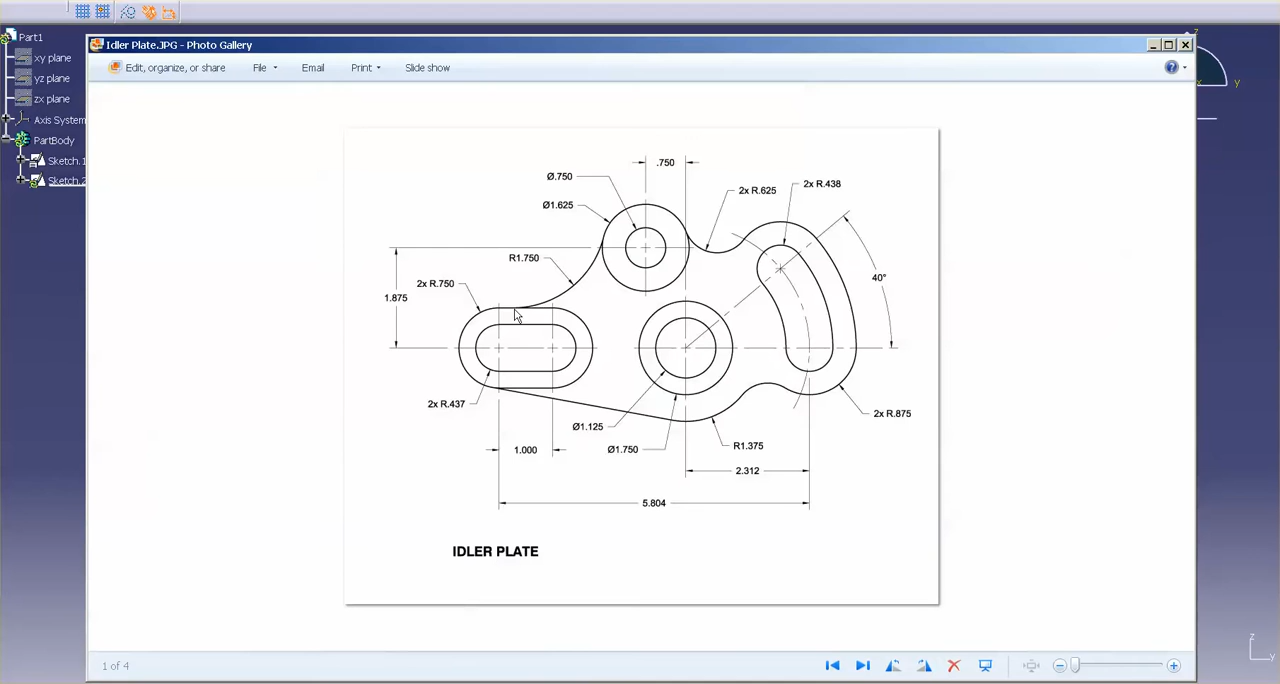 Part1
Idler Plate.JPG - Photo Gallery
z
xy plane
Edit, organize, or share File Email Print Slide show
yz plane
x y
zx plane
Axis System
PartBody
Sketch.1
.750
Ø.750
2x R.438
2x R.625
Ø1.625
R1.750
40°
2x R.750
1.875
2x R.437
2x R.875
Ø1.125
R1.375
1.000
Ø1.750
2.312
5.804
IDLER PLATE
z
y
1 of 4